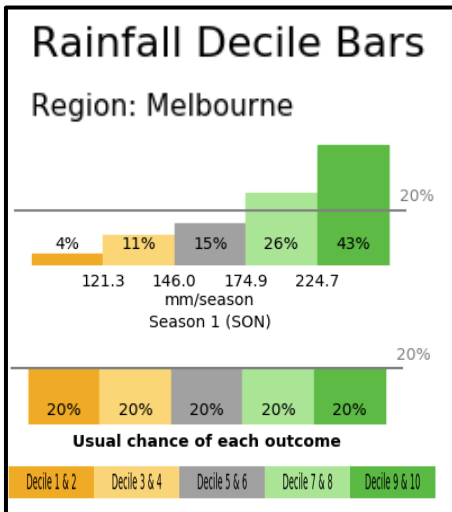 Rainfall Decile Bars
Region: Melbourne
20%
4% 11% 15% 26% 43%
121.3 146.0 174.9 224.7
mm/season
Season 1 (SON)
20%
20% 20% 20% 20% 20%
Usual chance of each outcome
Decile 1 & 2 Decile 3 & 4 Decile 5 & 6 Decile 7 & 8 Decile 9 & 10